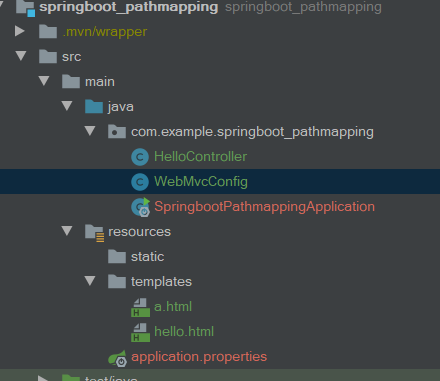 springboot_pathmapping springboot_pathmapping
.mvn/wrapper
src
main
java
com.example.springboot_pathmapping
HelloController
WebMvcConfig
SpringbootPathmappingApplication
resources
static
templates
a.html
hello.html
application.properties
test/java